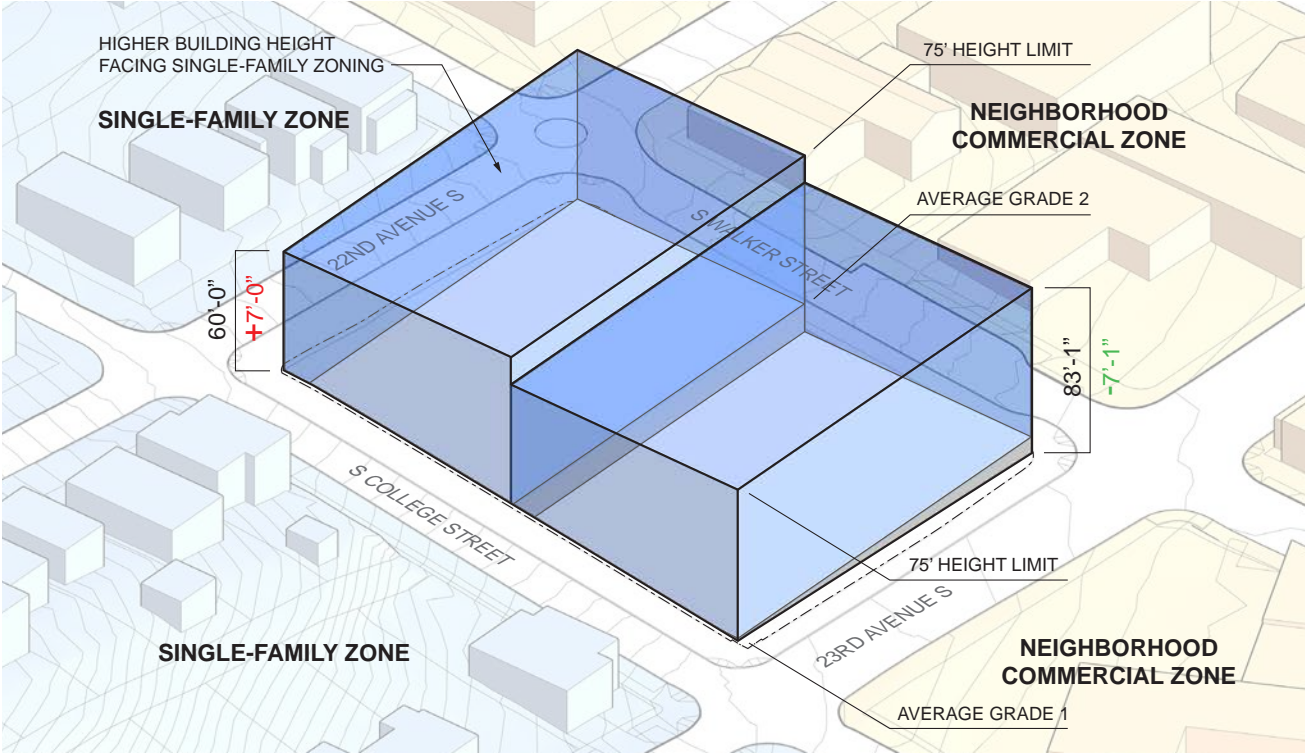 HIGHER BUILDING HEIGHT
FACING SINGLE-FAMILY ZONING
75' HEIGHT LIMIT
SINGLE-FAMILY ZONE
NEIGHBORHOOD
COMMERCIAL ZONE
AVERAGE GRADE 2
22ND AVENUE S
S WALKER STREET
60'-0"
+7'-0"
83'-1"
-7'-1"
S COLLEGE STREET
75' HEIGHT LIMIT
23RD AVENUE S
SINGLE-FAMILY ZONE
NEIGHBORHOOD
COMMERCIAL ZONE
AVERAGE GRADE 1